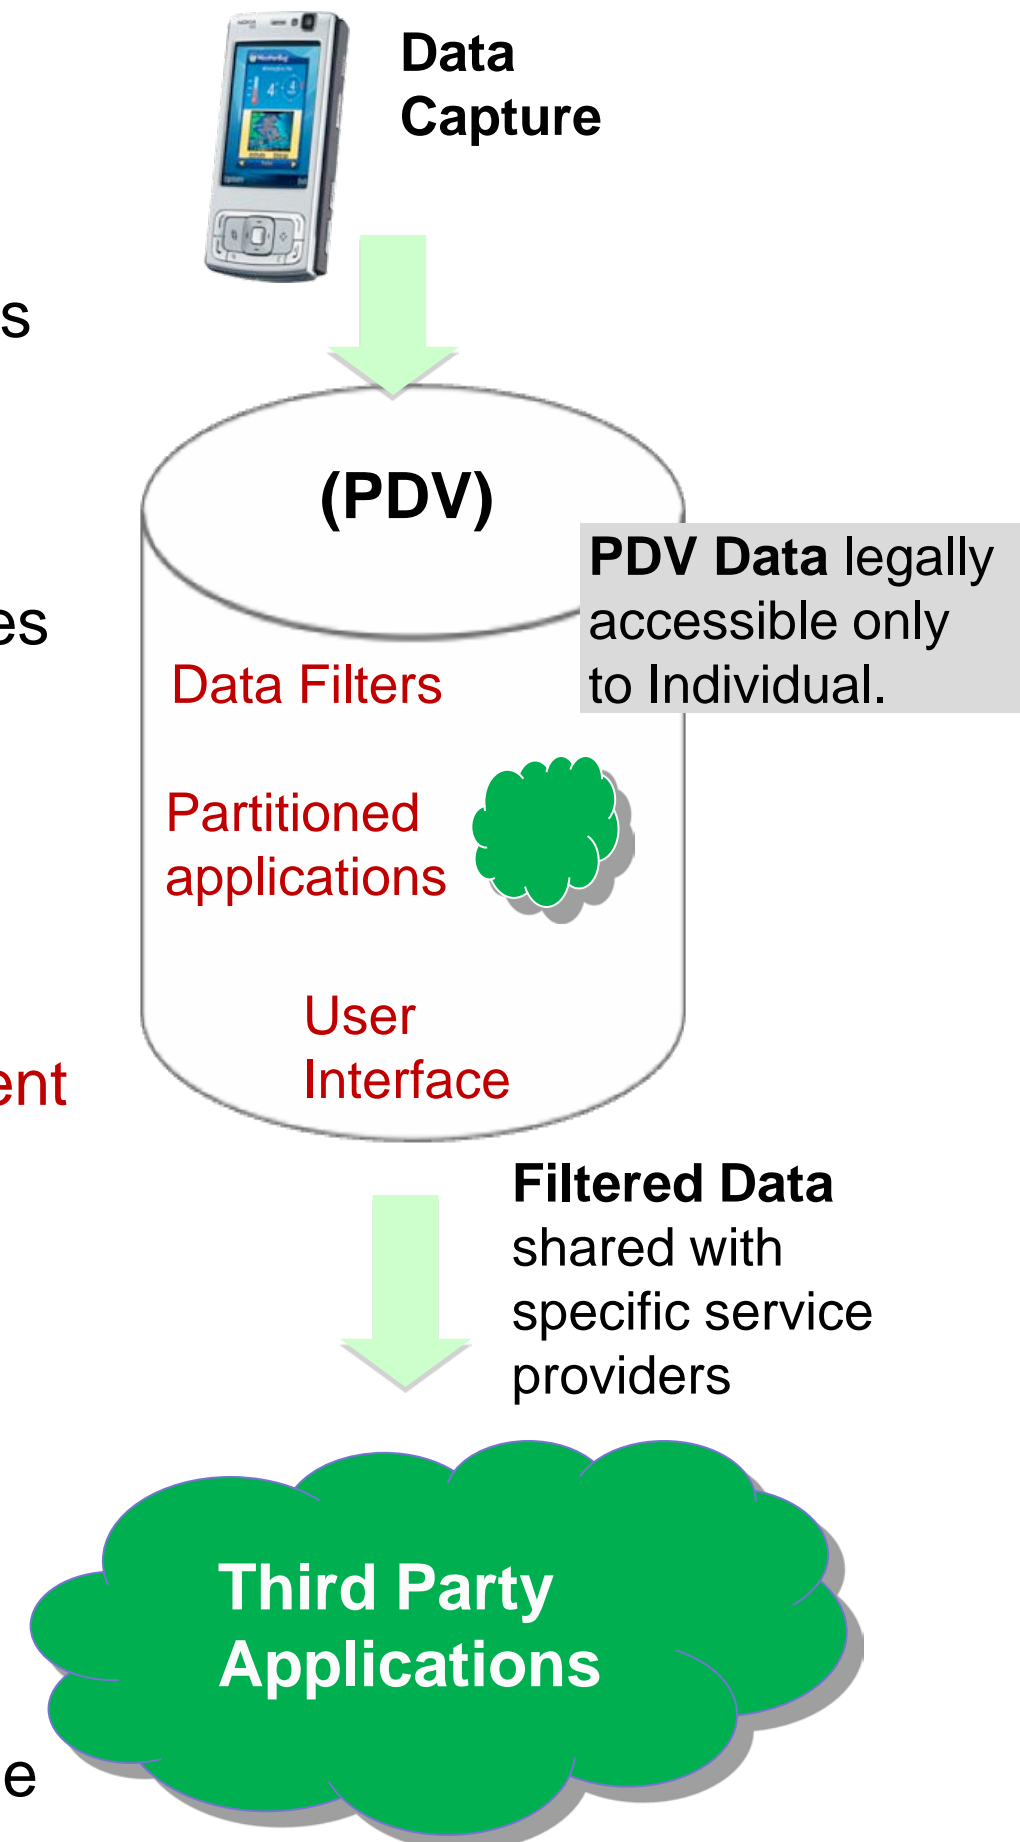 NOKIA
Data
Capture
s
(PDV)
PDV Data legally
accessible only
to Individual.
es
Data Filters
Partitioned
applications
User
Interface
ent
Filtered Data
shared with
specific service
providers
Third Party
Applications
e